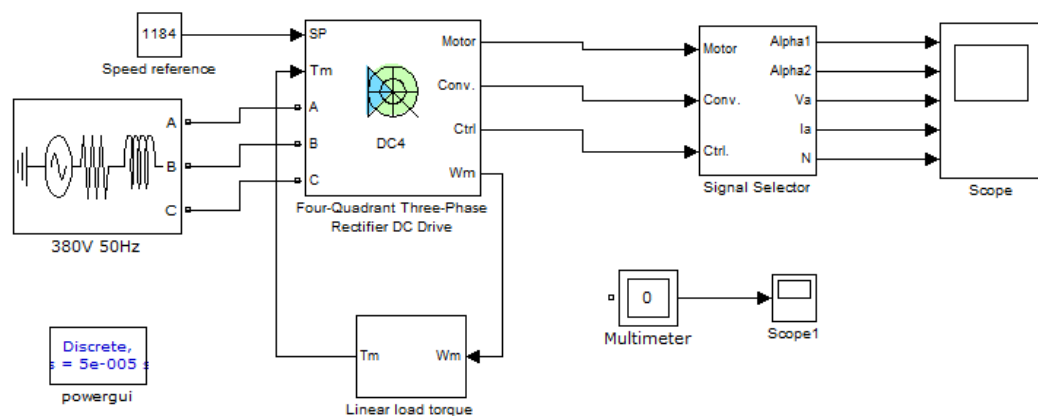 1184
Speed reference
SP
Tm
A
B
C
Motor
Conv.
Ctrl
Wm
DC4
Four-Quadrant Three-Phase
Rectifier DC Drive
A
B
C
380V 50Hz
Motor
Conv.
Ctrl.
Alpha1
Alpha2
Va
Ia
N
Signal Selector
Scope
0
Multimeter
Scope1
Discrete,
s = 5e-005 s
powergui
Tm
Wm
Linear load torque